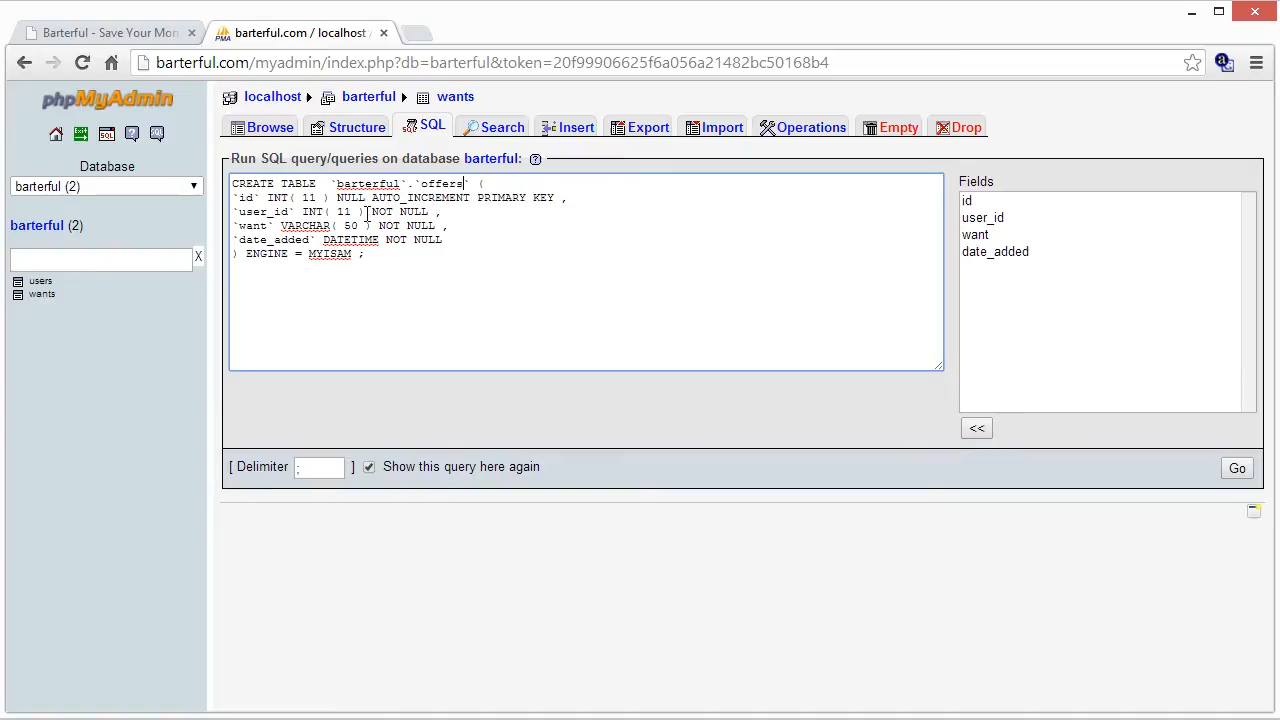 Barterful - Save Your Mon
barterful.com / localhost /
barterful.com/myadmin/index.php?db=barterful&token=20f99906625f6a056a21482bc50168b4
phpMyAdmin
Database
barterful (2)
barterful (2)
X
users
wants
localhost barterful wants
Browse Structure SQL Search Insert Export Import Operations Empty Drop
Run SQL query/queries on database barterful:
CREATE TABLE `barterful`.`offers` (
`id` INT( 11 ) NULL AUTO_INCREMENT PRIMARY KEY ,
`user_id` INT( 11 ) NOT NULL ,
`want` VARCHAR( 50 ) NOT NULL ,
`date_added` DATETIME NOT NULL
) ENGINE = MYISAM ;
Fields
id
user_id
want
date_added
<<
[ Delimiter ; ] Show this query here again
Go